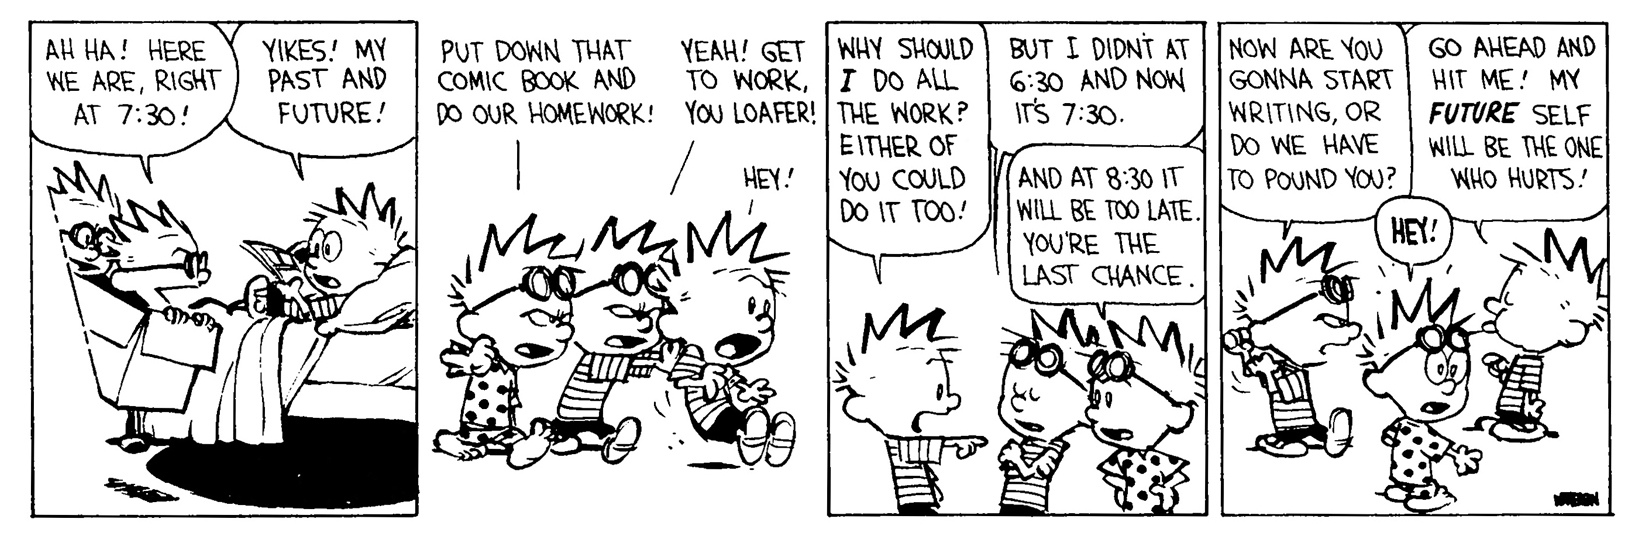 AH HA! HERE
WE ARE, RIGHT
AT 7:30!
YIKES! MY
PAST AND
FUTURE!
PUT DOWN THAT
COMIC BOOK AND
DO OUR HOMEWORK!
YEAH! GET
TO WORK,
YOU LOAFER!
HEY!
WHY SHOULD
I DO ALL
THE WORK?
EITHER OF
YOU COULD
DO IT TOO!
BUT I DIDN'T AT
6:30 AND NOW
IT'S 7:30.
AND AT 8:30 IT
WILL BE TOO LATE.
YOU'RE THE
LAST CHANCE.
NOW ARE YOU
GONNA START
WRITING, OR
DO WE HAVE
TO POUND YOU?
GO AHEAD AND
HIT ME! MY
FUTURE SELF
WILL BE THE ONE
WHO HURTS!
HEY!